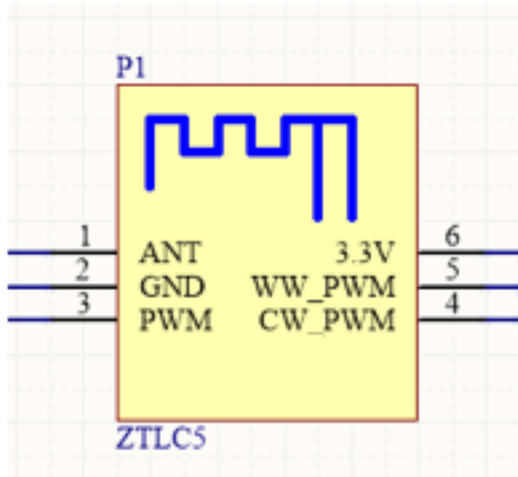 P1
1 ANT 3.3V 6
2 GND WW_PWM 5
3 PWM CW_PWM 4
ZTLC5